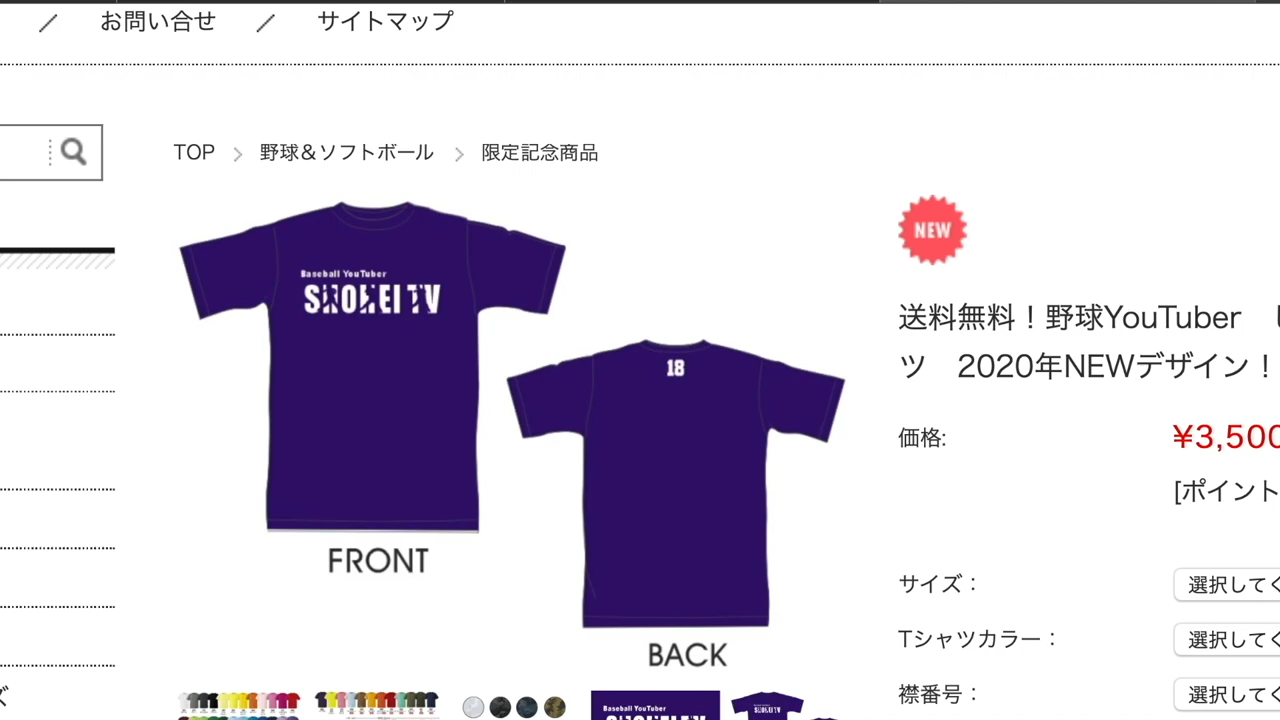 お問い合せ
サイトマップ
TOP
野球＆ソフトボール
限定記念商品
Baseball YouTuber
SHOHEI TV
FRONT
18
BACK
NEW
送料無料！野球YouTuber
ツ　2020年NEWデザイン！
価格:
¥3,500
[ポイント
サイズ：
選択してく
Tシャツカラー：
選択してく
襟番号：
選択してく
Baseball YouTuber